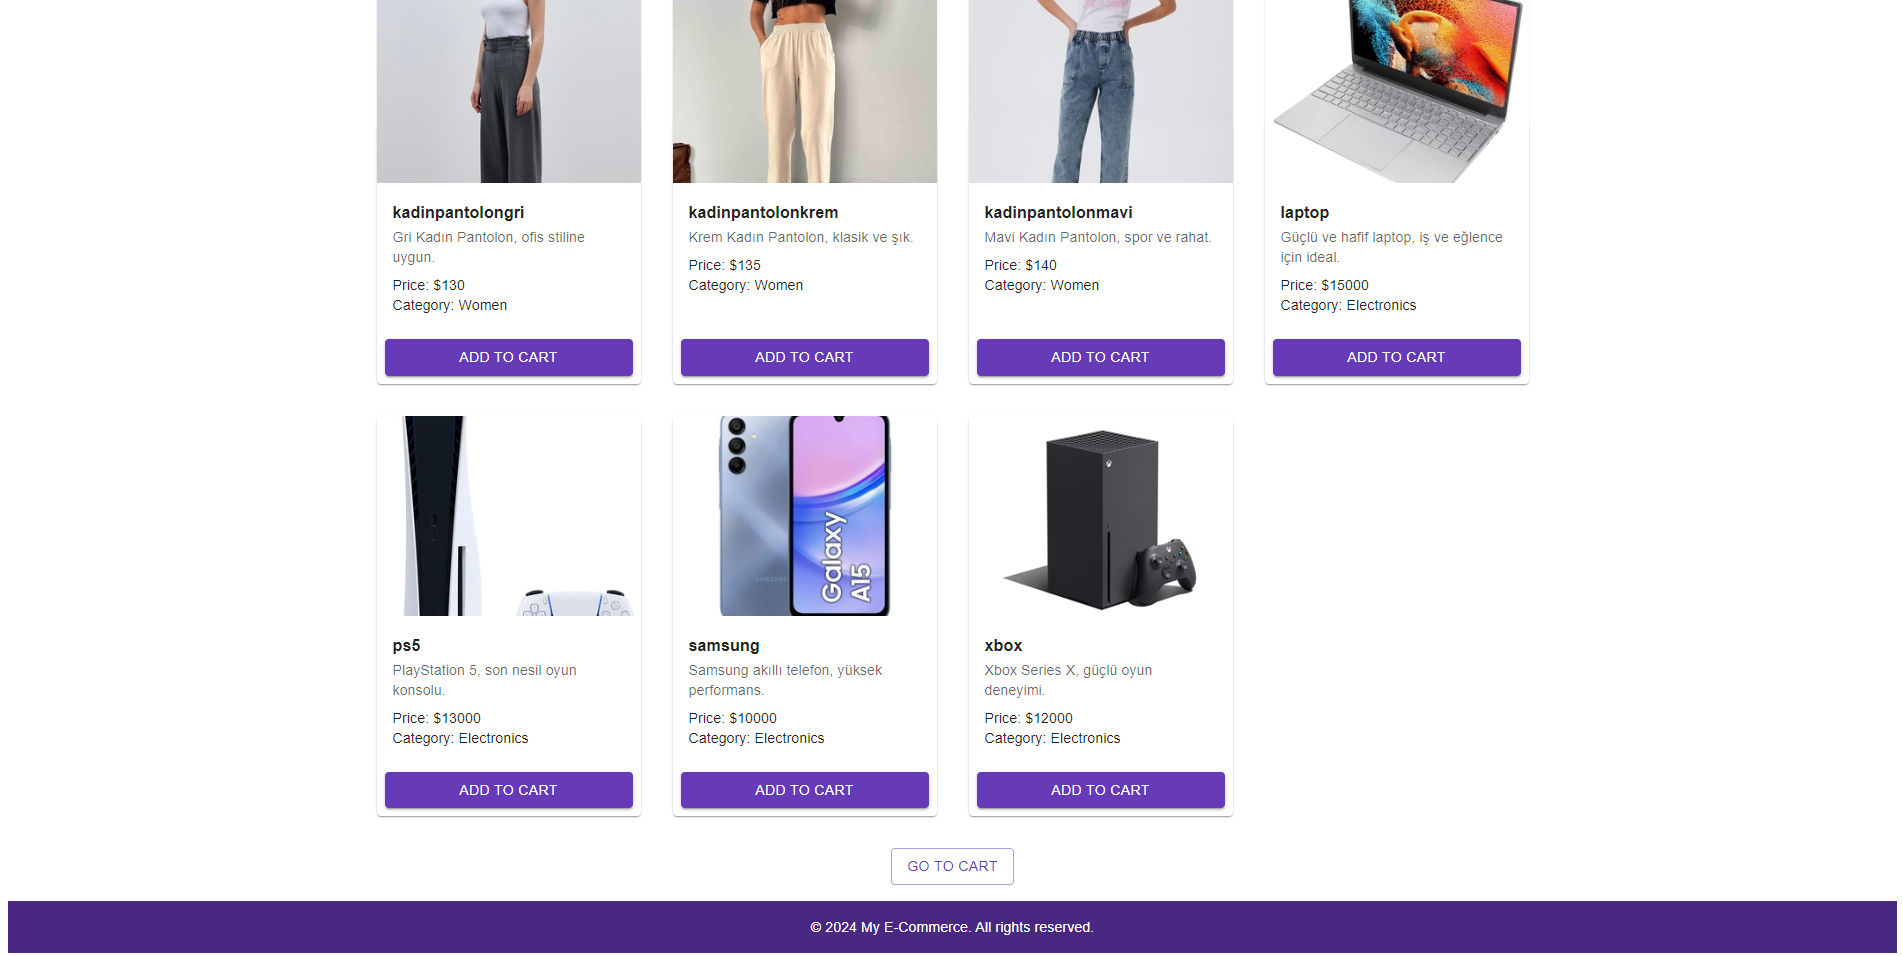 kadinpantolongri
Gri Kadın Pantolon, ofis stiline
uygun.
Price: $130
Category: Women
ADD TO CART
kadinpantolonkrem
Krem Kadın Pantolon, klasik ve şık.
Price: $135
Category: Women
ADD TO CART
kadinpantolonmavi
Mavi Kadın Pantolon, spor ve rahat.
Price: $140
Category: Women
ADD TO CART
laptop
Güçlü ve hafif laptop, iş ve eğlence
için ideal.
Price: $15000
Category: Electronics
ADD TO CART
ps5
PlayStation 5, son nesil oyun
konsolu.
Price: $13000
Category: Electronics
ADD TO CART
SAMSUNG
Galaxy
A15
samsung
Samsung akıllı telefon, yüksek
performans.
Price: $10000
Category: Electronics
ADD TO CART
xbox
Xbox Series X, güçlü oyun
deneyimi.
Price: $12000
Category: Electronics
ADD TO CART
GO TO CART
© 2024 My E-Commerce. All rights reserved.